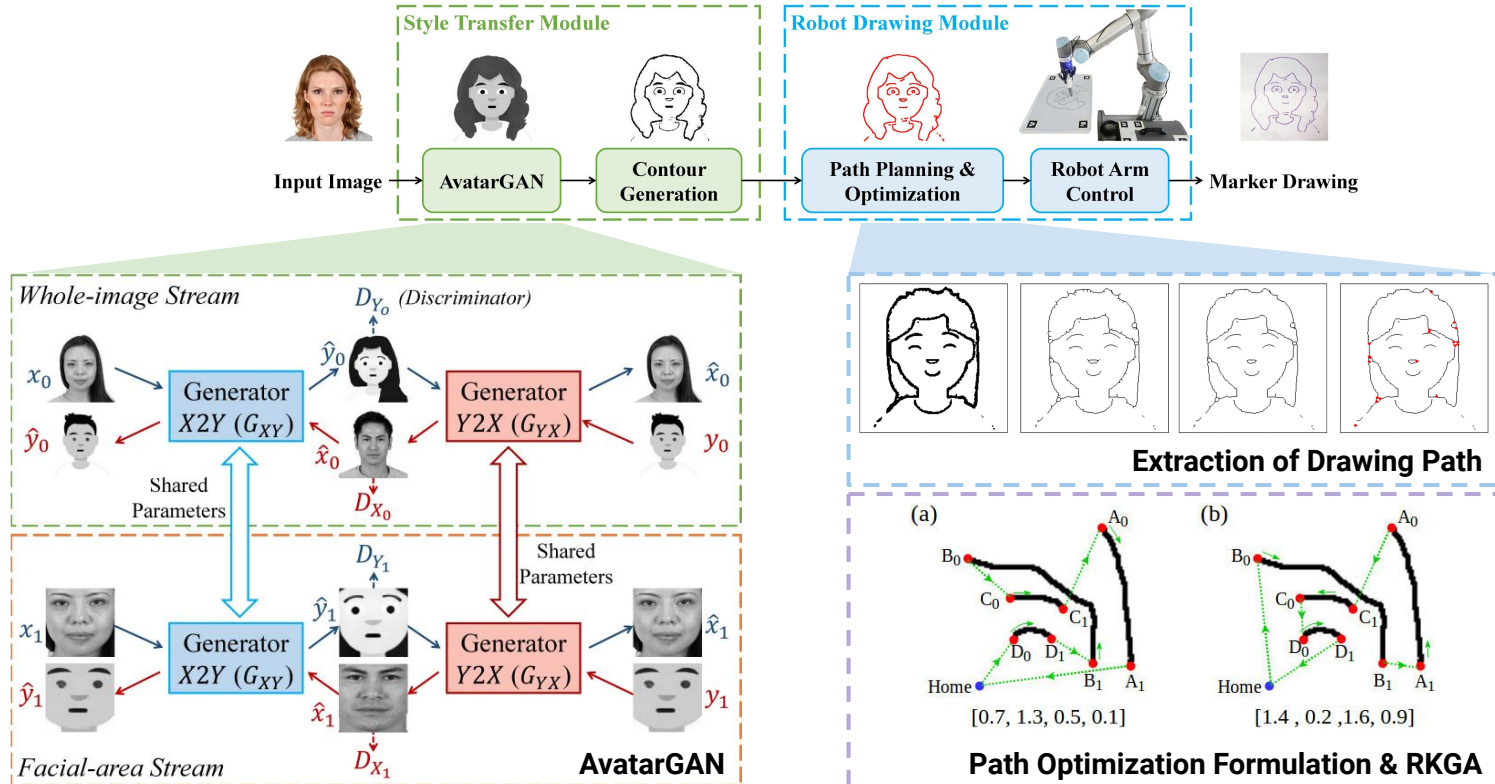 Style Transfer Module
Robot Drawing Module
Input Image
AvatarGAN
Contour
Generation
Path Planning &
Optimization
Robot Arm
Control
Marker Drawing
Whole-image Stream
D_{Y_o} (Discriminator)
x_0
Generator
X2Y (G_{XY})
ŷ_0
Generator
Y2X (G_{YX})
x̂_0
ŷ_0
x̂_0
y_0
D_{X_0}
Shared
Parameters
Shared
Parameters
D_{Y_1}
x_1
Generator
X2Y (G_{XY})
ŷ_1
Generator
Y2X (G_{YX})
x̂_1
ŷ_1
x̂_1
y_1
D_{X_1}
Facial-area Stream
AvatarGAN
Extraction of Drawing Path
(a)
A_0
B_0
C_0
C_1
D_0
D_1
B_1
A_1
Home
[0.7, 1.3, 0.5, 0.1]
(b)
A_0
B_0
C_0
C_1
D_0
D_1
B_1
A_1
Home
[1.4 , 0.2 ,1.6, 0.9]
Path Optimization Formulation & RKGA